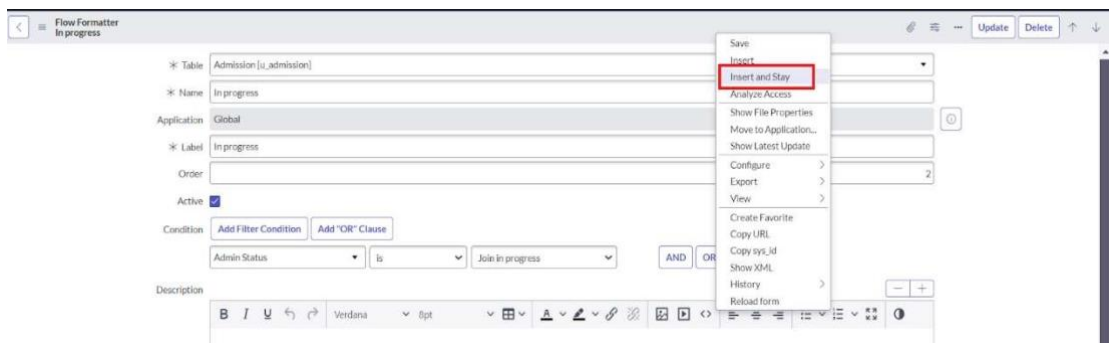 Flow Formatter
In progress
Update Delete
Table Admission [u_admission]
Name In progress
Application Global
Label In progress
Order 2
Active
Condition Add Filter Condition Add "OR" Clause
Admin Status is Join in progress AND OR
Description
B I U Verdana 8pt A
Save
Insert
Insert and Stay
Analyze Access
Show File Properties
Move to Application...
Show Latest Update
Configure
Export
View
Create Favorite
Copy URL
Copy sys_id
Show XML
History
Reload form